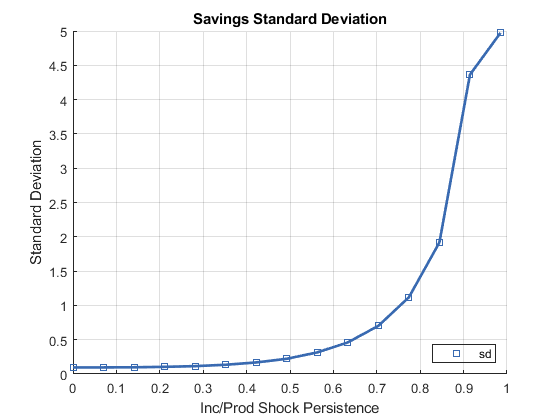 Savings Standard Deviation
5
4.5
4
3.5
3
2.5
2
1.5
1
0.5
0
Standard Deviation
sd
0 0.1 0.2 0.3 0.4 0.5 0.6 0.7 0.8 0.9 1
Inc/Prod Shock Persistence